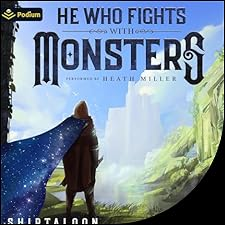 Podium
HE WHO FIGHTS
WITH
MONSTERS
PERFORMED BY HEATH MILLER
SHIRTALOON